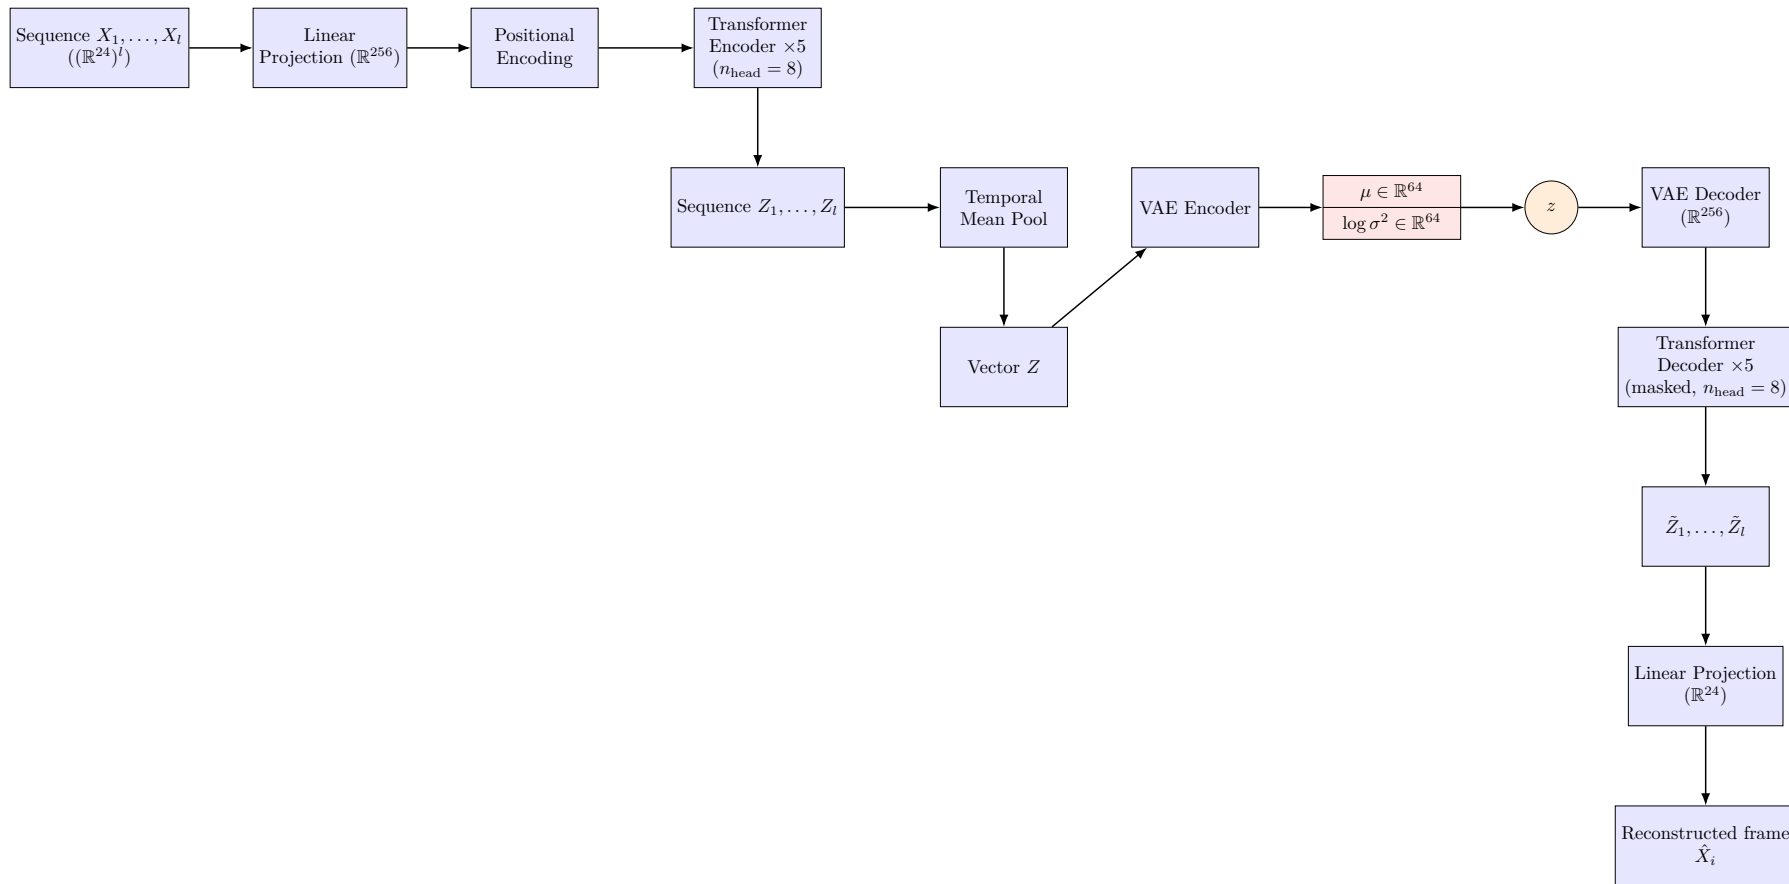 Sequence X₁, . . . , Xₗ
((ℝ²⁴)ˡ)
Linear
Projection (ℝ²⁵⁶)
Positional
Encoding
Transformer
Encoder ×5
(n_head = 8)
Sequence Z₁, . . . , Zₗ
Temporal
Mean Pool
Vector Z
VAE Encoder
μ ∈ ℝ⁶⁴
log σ² ∈ ℝ⁶⁴
z
VAE Decoder
(ℝ²⁵⁶)
Transformer
Decoder ×5
(masked, n_head = 8)
Z̃₁, . . . , Z̃ₗ
Linear Projection
(ℝ²⁴)
Reconstructed frame
X̂ᵢ